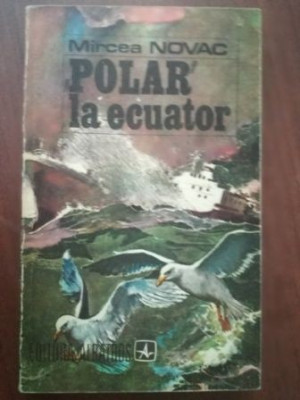 Mircea NOVAC
POLAR
la ecuator
EDITURA ALBATROS